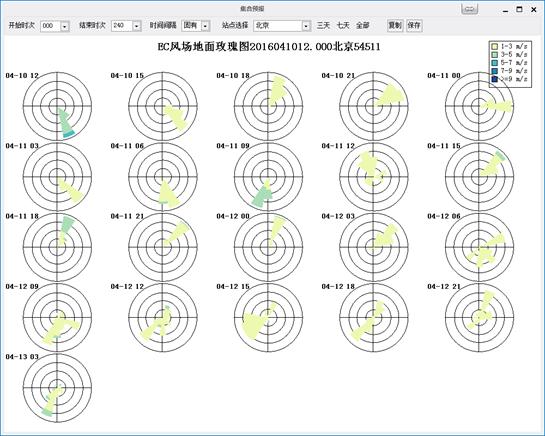 集合预报
开始时次 000 结束时次 240 时间间隔 固有 站点选择 北京 三天 七天 全部 复制 保存
EC风场地面玫瑰图2016041012.000北京54511
1-3 m/s
3-5 m/s
5-7 m/s
7-9 m/s
>=9 m/s
04-10 12 04-10 15 04-10 18 04-10 21 04-11 00
04-11 03 04-11 06 04-11 09 04-11 12 04-11 15
04-11 18 04-11 21 04-12 00 04-12 03 04-12 06
04-12 09 04-12 12 04-12 15 04-12 18 04-12 21
04-13 03